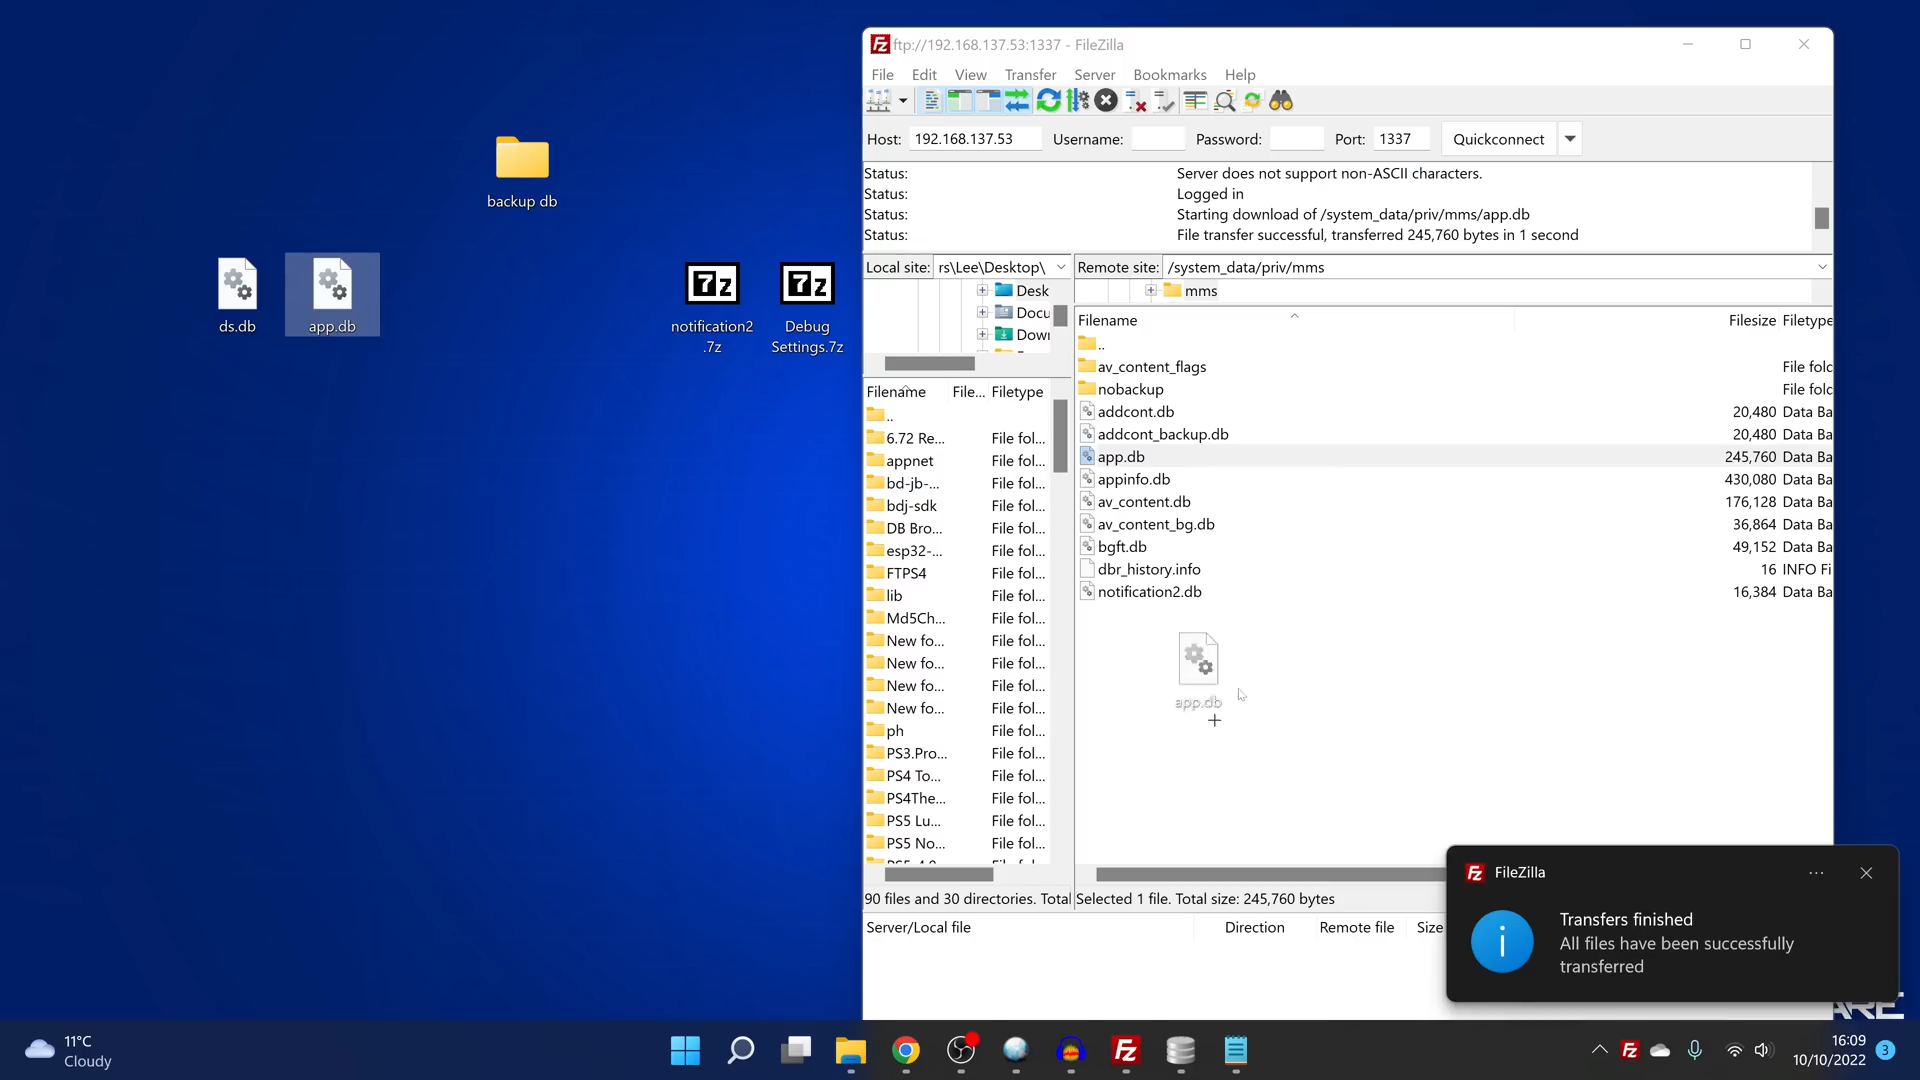 backup db
ds.db
app.db
notification2
.7z
Debug
Settings.7z
ftp://192.168.137.53:1337 - FileZilla
File Edit View Transfer Server Bookmarks Help
Host: 192.168.137.53 Username: Password: Port: 1337 Quickconnect
Status: Server does not support non-ASCII characters.
Status: Logged in
Status: Starting download of /system_data/priv/mms/app.db
Status: File transfer successful, transferred 245,760 bytes in 1 second
Local site: rs\Lee\Desktop\
Desk
Docu
Down
Filename File... Filetype
..
6.72 Re... File fol...
appnet File fol...
bd-jb-... File fol...
bdj-sdk File fol...
DB Bro... File fol...
esp32-... File fol...
FTPS4 File fol...
lib File fol...
Md5Ch... File fol...
New fo... File fol...
New fo... File fol...
New fo... File fol...
New fo... File fol...
ph File fol...
PS3.Pro... File fol...
PS4 To... File fol...
PS4The... File fol...
PS5 Lu... File fol...
PS5 No... File fol...
90 files and 30 directories. Total
Remote site: /system_data/priv/mms
mms
Filename Filesize Filetype
..
av_content_flags File folc
nobackup File folc
addcont.db 20,480 Data Ba
addcont_backup.db 20,480 Data Ba
app.db 245,760 Data Ba
appinfo.db 430,080 Data Ba
av_content.db 176,128 Data Ba
av_content_bg.db 36,864 Data Ba
bgft.db 49,152 Data Ba
dbr_history.info 16 INFO Fi
notification2.db 16,384 Data Ba
app.db
Selected 1 file. Total size: 245,760 bytes
Server/Local file Direction Remote file Size
FileZilla
Transfers finished
All files have been successfully
transferred
11°C
Cloudy
16:09
10/10/2022
3